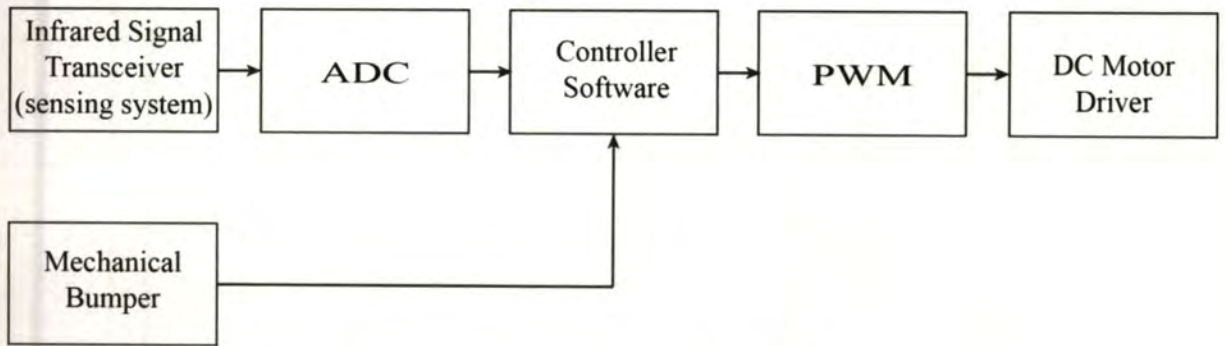 Infrared Signal
Transceiver
(sensing system)
ADC
Controller
Software
PWM
DC Motor
Driver
Mechanical
Bumper